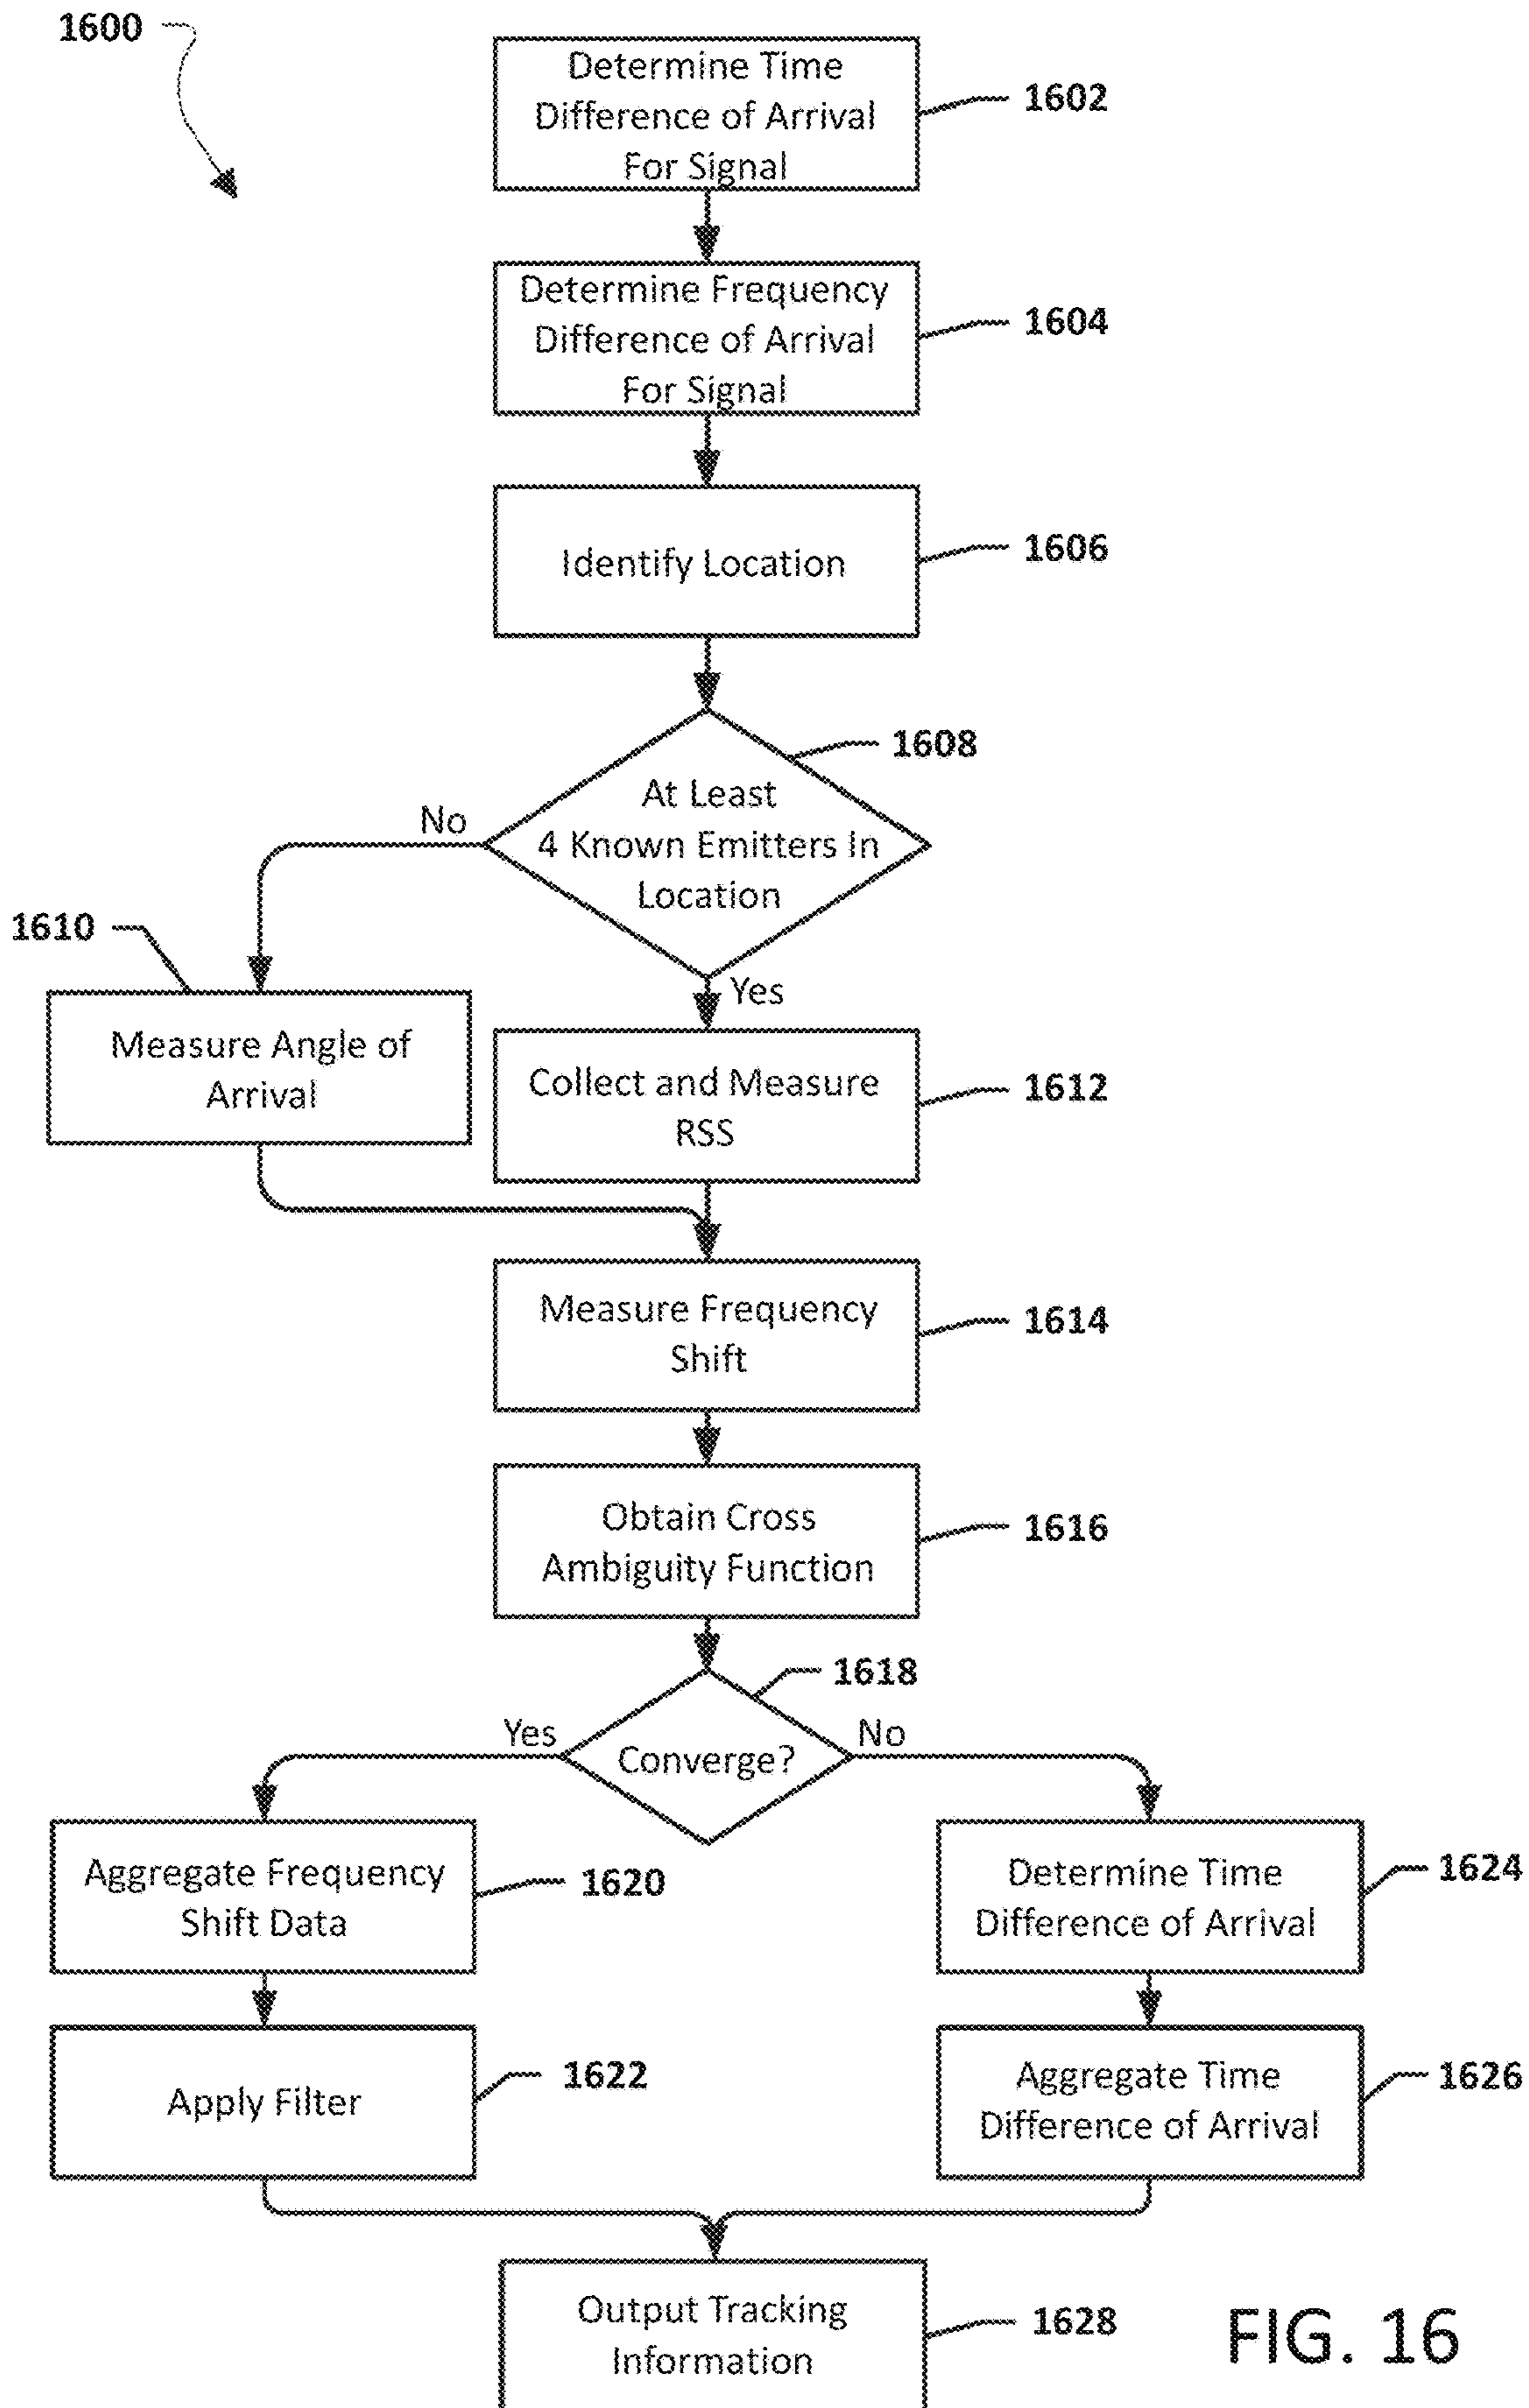 1600
Determine Time
Difference of Arrival
For Signal
1602
Determine Frequency
Difference of Arrival
For Signal
1604
Identify Location
1606
1608
At Least
4 Known Emitters In
Location
No
Yes
1610
Measure Angle of
Arrival
Collect and Measure
RSS
1612
Measure Frequency
Shift
1614
Obtain Cross
Ambiguity Function
1616
1618
Converge?
Yes
No
Aggregate Frequency
Shift Data
1620
Determine Time
Difference of Arrival
1624
Apply Filter
1622
Aggregate Time
Difference of Arrival
1626
Output Tracking
Information
1628
FIG. 16